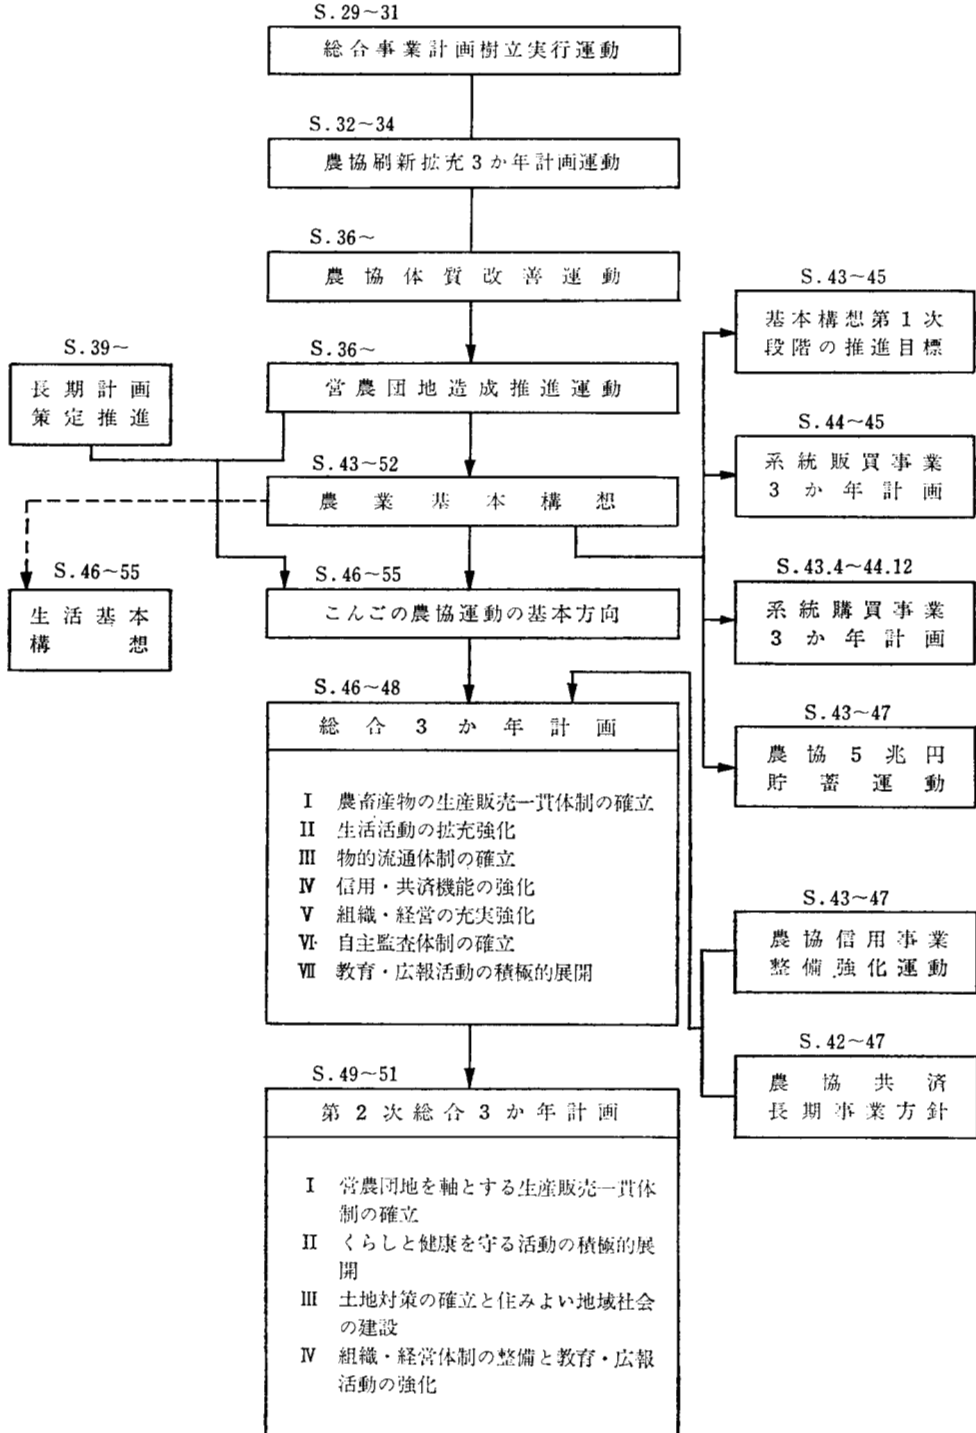 S.29〜31
総合事業計画樹立実行運動
S.32〜34
農協刷新拡充3か年計画運動
S.36〜
農協体質改善運動
S.36〜
営農団地造成推進運動
S.39〜
長期計画
策定推進
S.43〜52
農業基本構想
S.46〜55
生活基本
構想
S.46〜55
こんごの農協運動の基本方向
S.43〜45
基本構想第1次
段階の推進目標
S.44〜45
系統販買事業
3か年計画
S.43.4〜44.12
系統購買事業
3か年計画
S.43〜47
農協5兆円
貯蓄運動
S.46〜48
総合3か年計画
I 農畜産物の生産販売一貫体制の確立
II 生活活動の拡充強化
III 物的流通体制の確立
IV 信用・共済機能の強化
V 組織・経営の充実強化
VI 自主監査体制の確立
VII 教育・広報活動の積極的展開
S.43〜47
農協信用事業
整備強化運動
S.42〜47
農協共済
長期事業方針
S.49〜51
第2次総合3か年計画
I 営農団地を軸とする生産販売一貫体
制の確立
II くらしと健康を守る活動の積極的展
開
III 土地対策の確立と住みよい地域社会
の建設
IV 組織・経営体制の整備と教育・広報
活動の強化